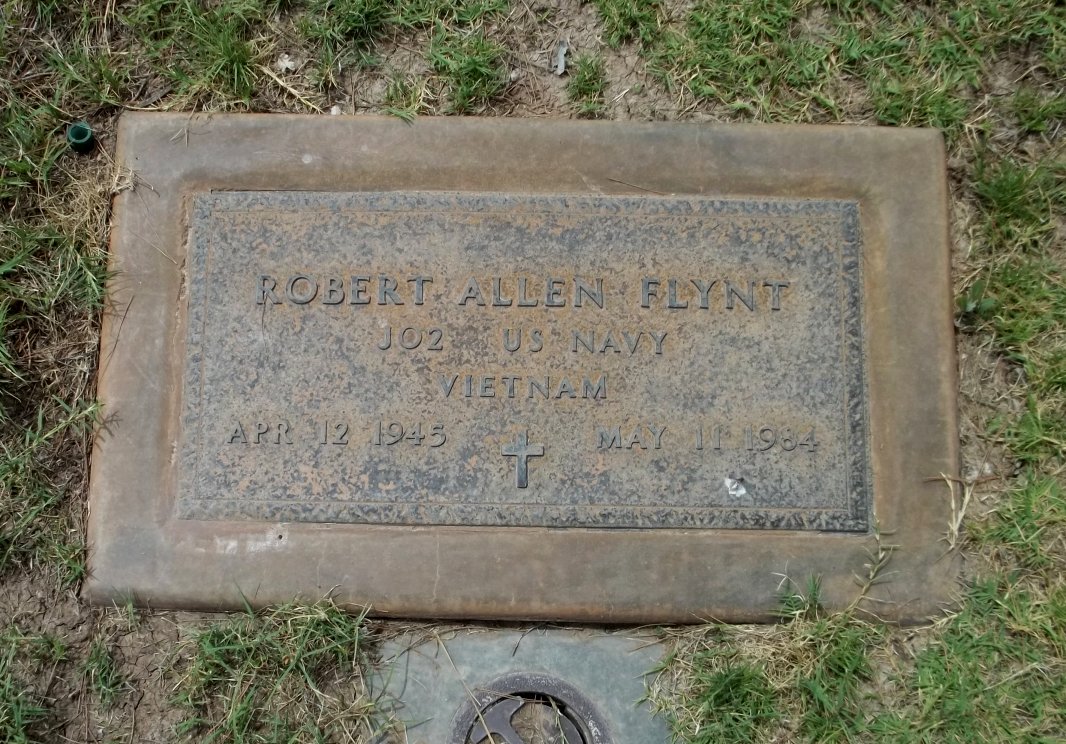 ROBERT ALLEN FLYNT
JO2 US NAVY
VIETNAM
APR 12 1945 MAY 11 1984